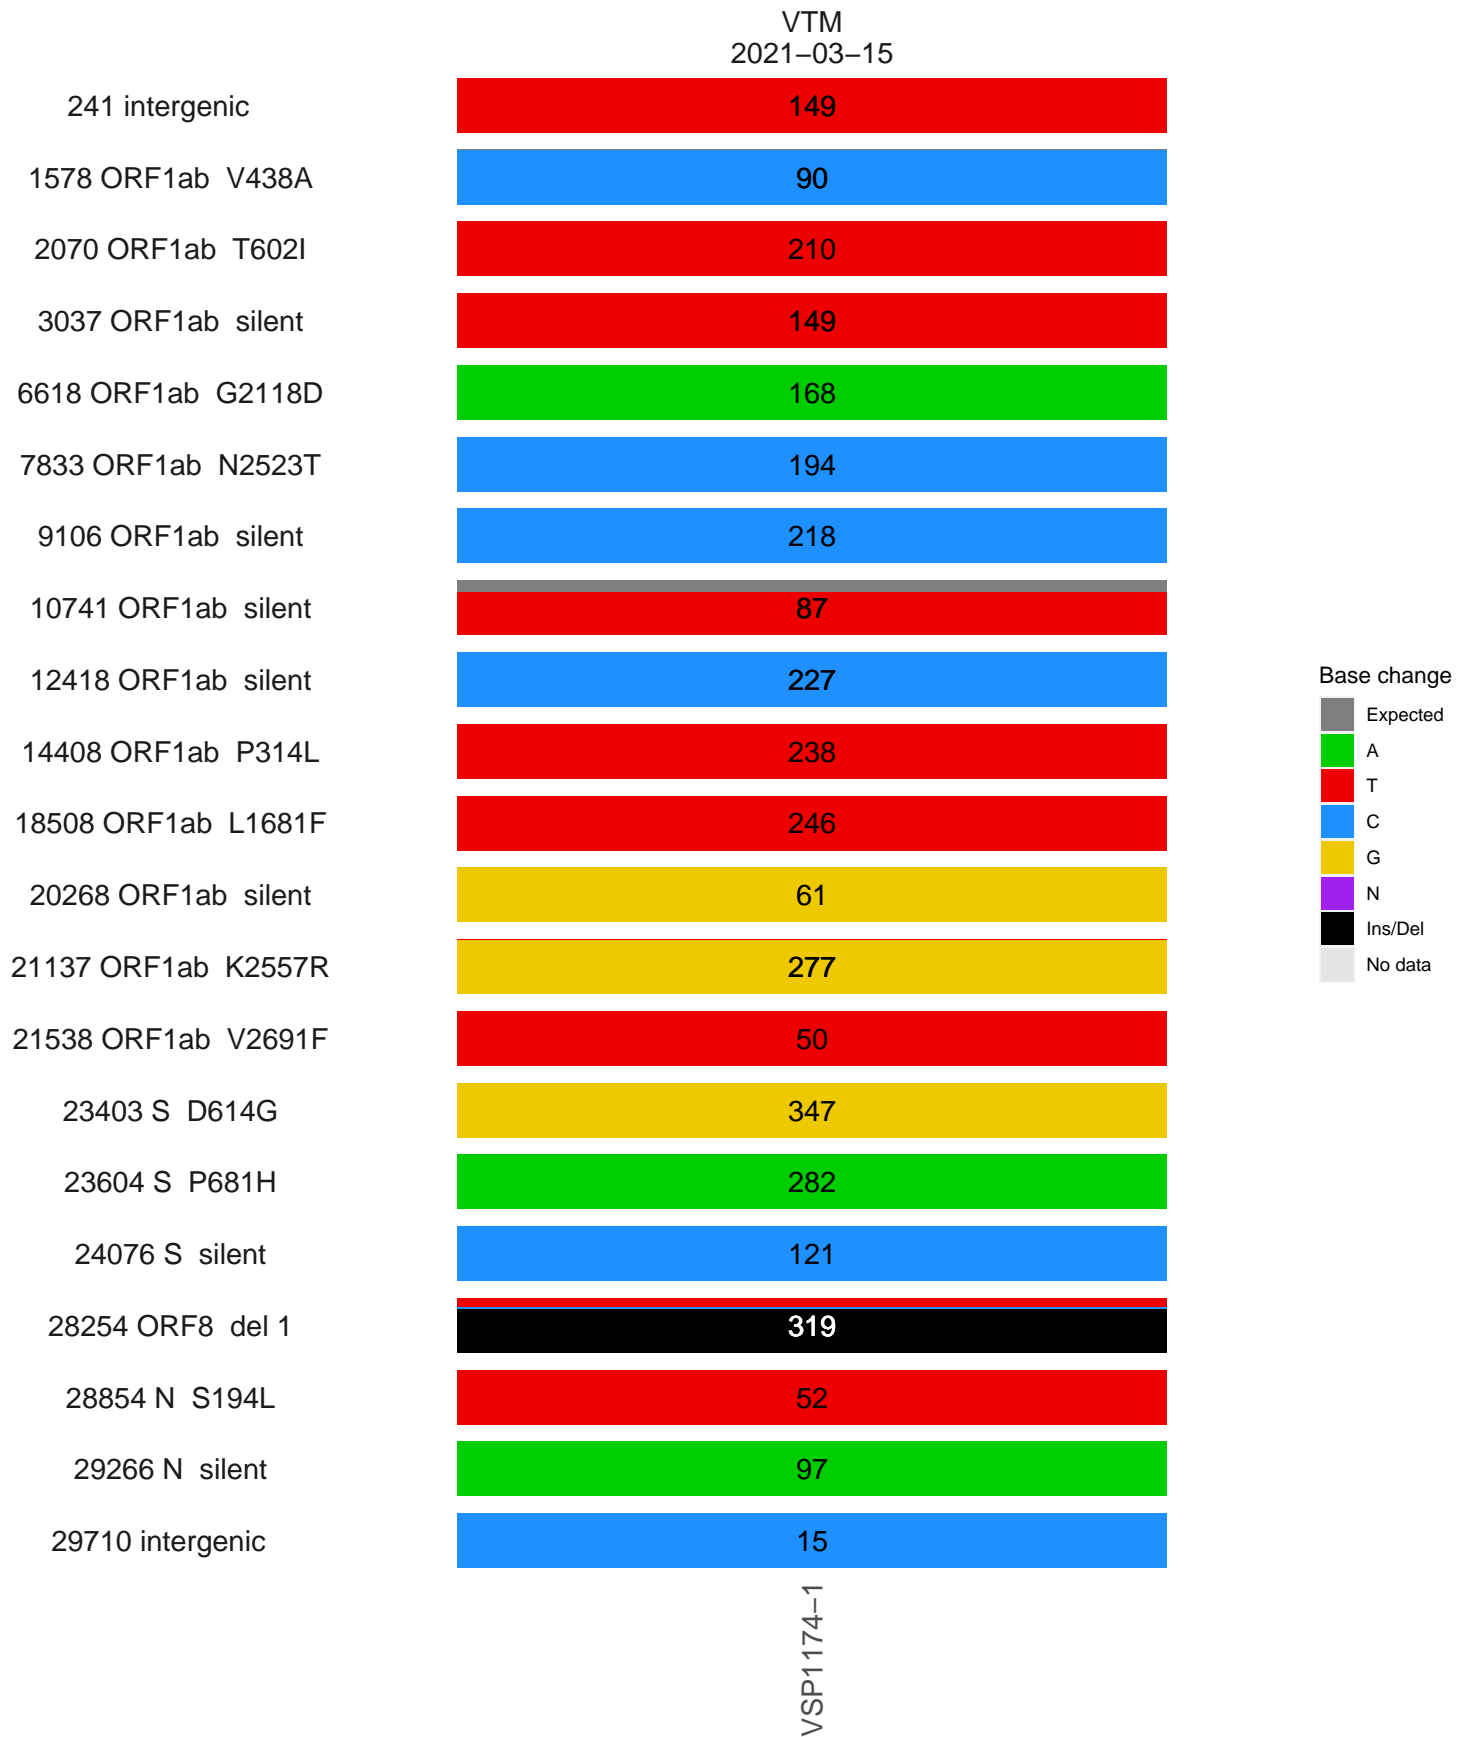 VTM
2021−03−15
241 intergenic 149
1578 ORF1ab V438A 90
2070 ORF1ab T602I 210
3037 ORF1ab silent 149
6618 ORF1ab G2118D 168
7833 ORF1ab N2523T 194
9106 ORF1ab silent 218
10741 ORF1ab silent 87
12418 ORF1ab silent 227
14408 ORF1ab P314L 238
18508 ORF1ab L1681F 246
20268 ORF1ab silent 61
21137 ORF1ab K2557R 277
21538 ORF1ab V2691F 50
23403 S D614G 347
23604 S P681H 282
24076 S silent 121
28254 ORF8 del 1 319
28854 N S194L 52
29266 N silent 97
29710 intergenic 15
VSP1174−1
Base change
Expected
A
T
C
G
N
Ins/Del
No data